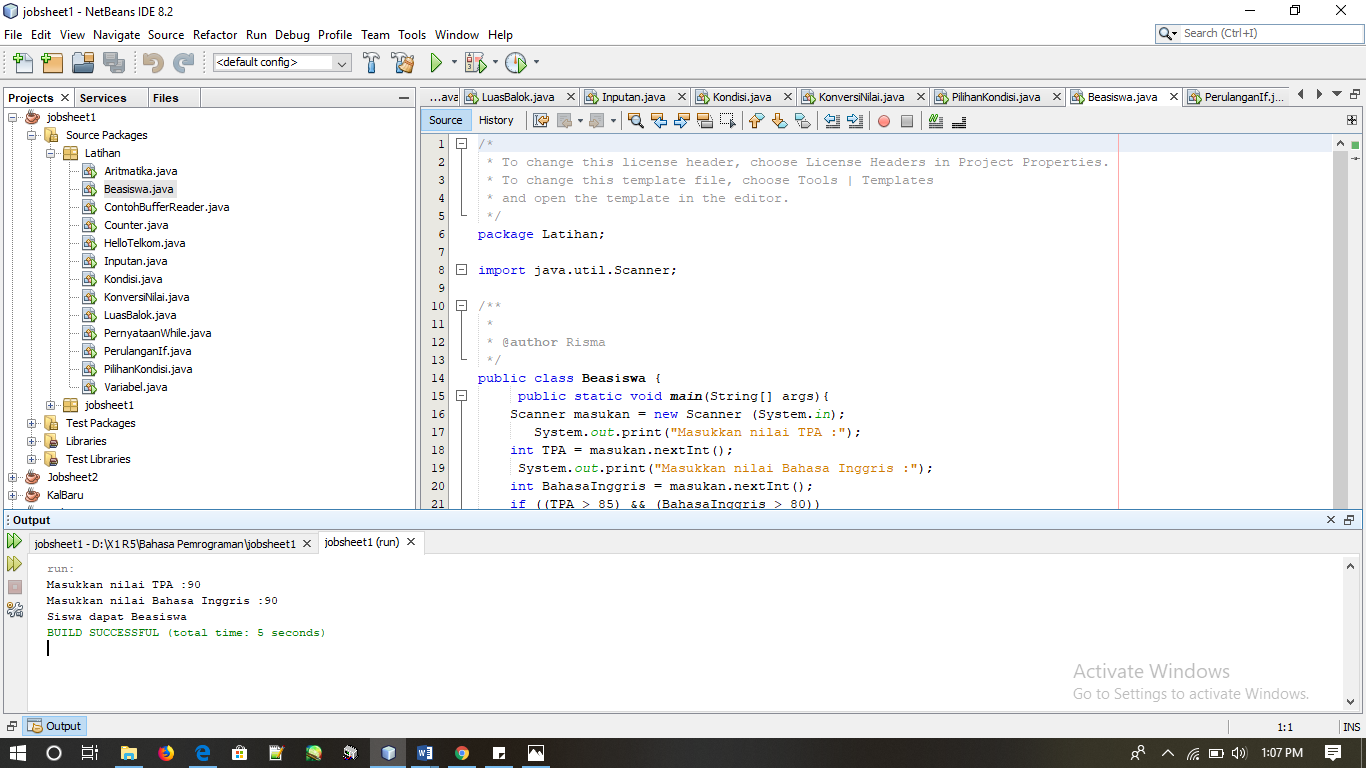 jobsheet1 - NetBeans IDE 8.2
File Edit View Navigate Source Refactor Run Debug Profile Team Tools Window Help
Search (Ctrl+I)
<default config>
Projects Services Files
...ava LuasBalok.java Inputan.java Kondisi.java KonversiNilai.java PilihanKondisi.java Beasiswa.java PerulanganIf.j...
Source History
jobsheet1
Source Packages
Latihan
Aritmatika.java
Beasiswa.java
ContohBufferReader.java
Counter.java
HelloTelkom.java
Inputan.java
Kondisi.java
KonversiNilai.java
LuasBalok.java
PernyataanWhile.java
PerulanganIf.java
PilihanKondisi.java
Variabel.java
jobsheet1
Test Packages
Libraries
Test Libraries
Jobsheet2
KalBaru
1 /*
2 * To change this license header, choose License Headers in Project Properties.
3 * To change this template file, choose Tools | Templates
4 * and open the template in the editor.
5 */
6 package Latihan;
7
8 import java.util.Scanner;
9
10 /**
11 *
12 * @author Risma
13 */
14 public class Beasiswa {
15 public static void main(String[] args){
16 Scanner masukan = new Scanner (System.in);
17 System.out.print("Masukkan nilai TPA :");
18 int TPA = masukan.nextInt();
19 System.out.print("Masukkan nilai Bahasa Inggris :");
20 int BahasaInggris = masukan.nextInt();
21 if ((TPA > 85) && (BahasaInggris > 80))
Output
jobsheet1 - D:\X1 R5\Bahasa Pemrograman\jobsheet1 jobsheet1 (run)
run:
Masukkan nilai TPA :90
Masukkan nilai Bahasa Inggris :90
Siswa dapat Beasiswa
BUILD SUCCESSFUL (total time: 5 seconds)
Activate Windows
Go to Settings to activate Windows.
Output
1:1 INS
1:07 PM